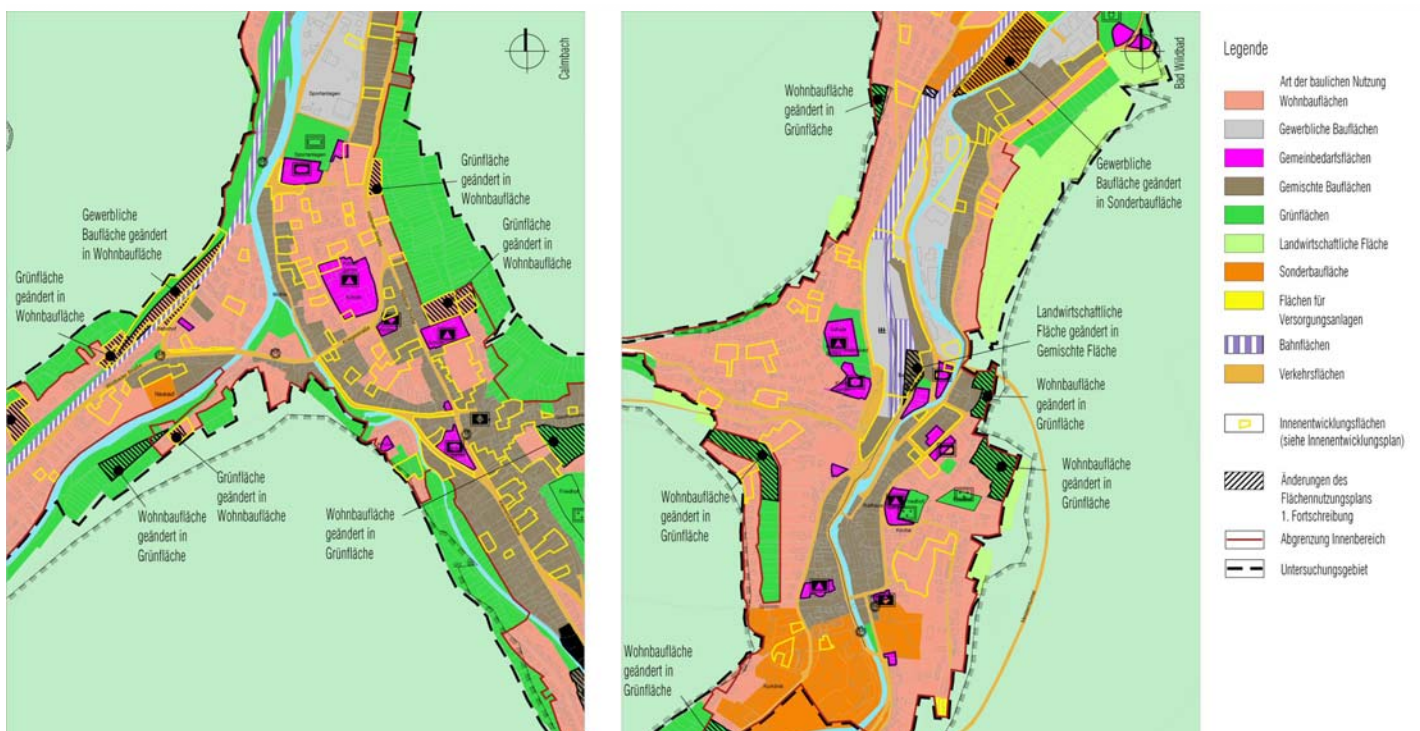 Calmbach
Sportanlagen
Sportanlagen
Grünfläche
geändert in
Wohnbaufläche
Grünfläche
geändert in
Wohnbaufläche
Gewerbliche
Baufläche geändert
in Wohnbaufläche
Grünfläche
geändert in
Wohnbaufläche
Grünfläche
geändert in
Wohnbaufläche
Wohnbaufläche
geändert in
Grünfläche
Wohnbaufläche
geändert in
Grünfläche
Friedhof
Bad Wildbad
Wohnbaufläche
geändert in
Grünfläche
Gewerbliche
Baufläche geändert
in Sonderbaufläche
Landwirtschaftliche
Fläche geändert in
Gemischte Fläche
Wohnbaufläche
geändert in
Grünfläche
Wohnbaufläche
geändert in
Grünfläche
Wohnbaufläche
geändert in
Grünfläche
Wohnbaufläche
geändert in
Grünfläche
Legende
Art der baulichen Nutzung
Wohnbauflächen
Gewerbliche Bauflächen
Gemeinbedarfsflächen
Gemischte Bauflächen
Grünflächen
Landwirtschaftliche Fläche
Sonderbaufläche
Flächen für
Versorgungsanlagen
Bahnflächen
Verkehrsflächen
Innenentwicklungsflächen
(siehe Innenentwicklungsplan)
Änderungen des
Flächennutzungsplans
1. Fortschreibung
Abgrenzung Innenbereich
Untersuchungsgebiet